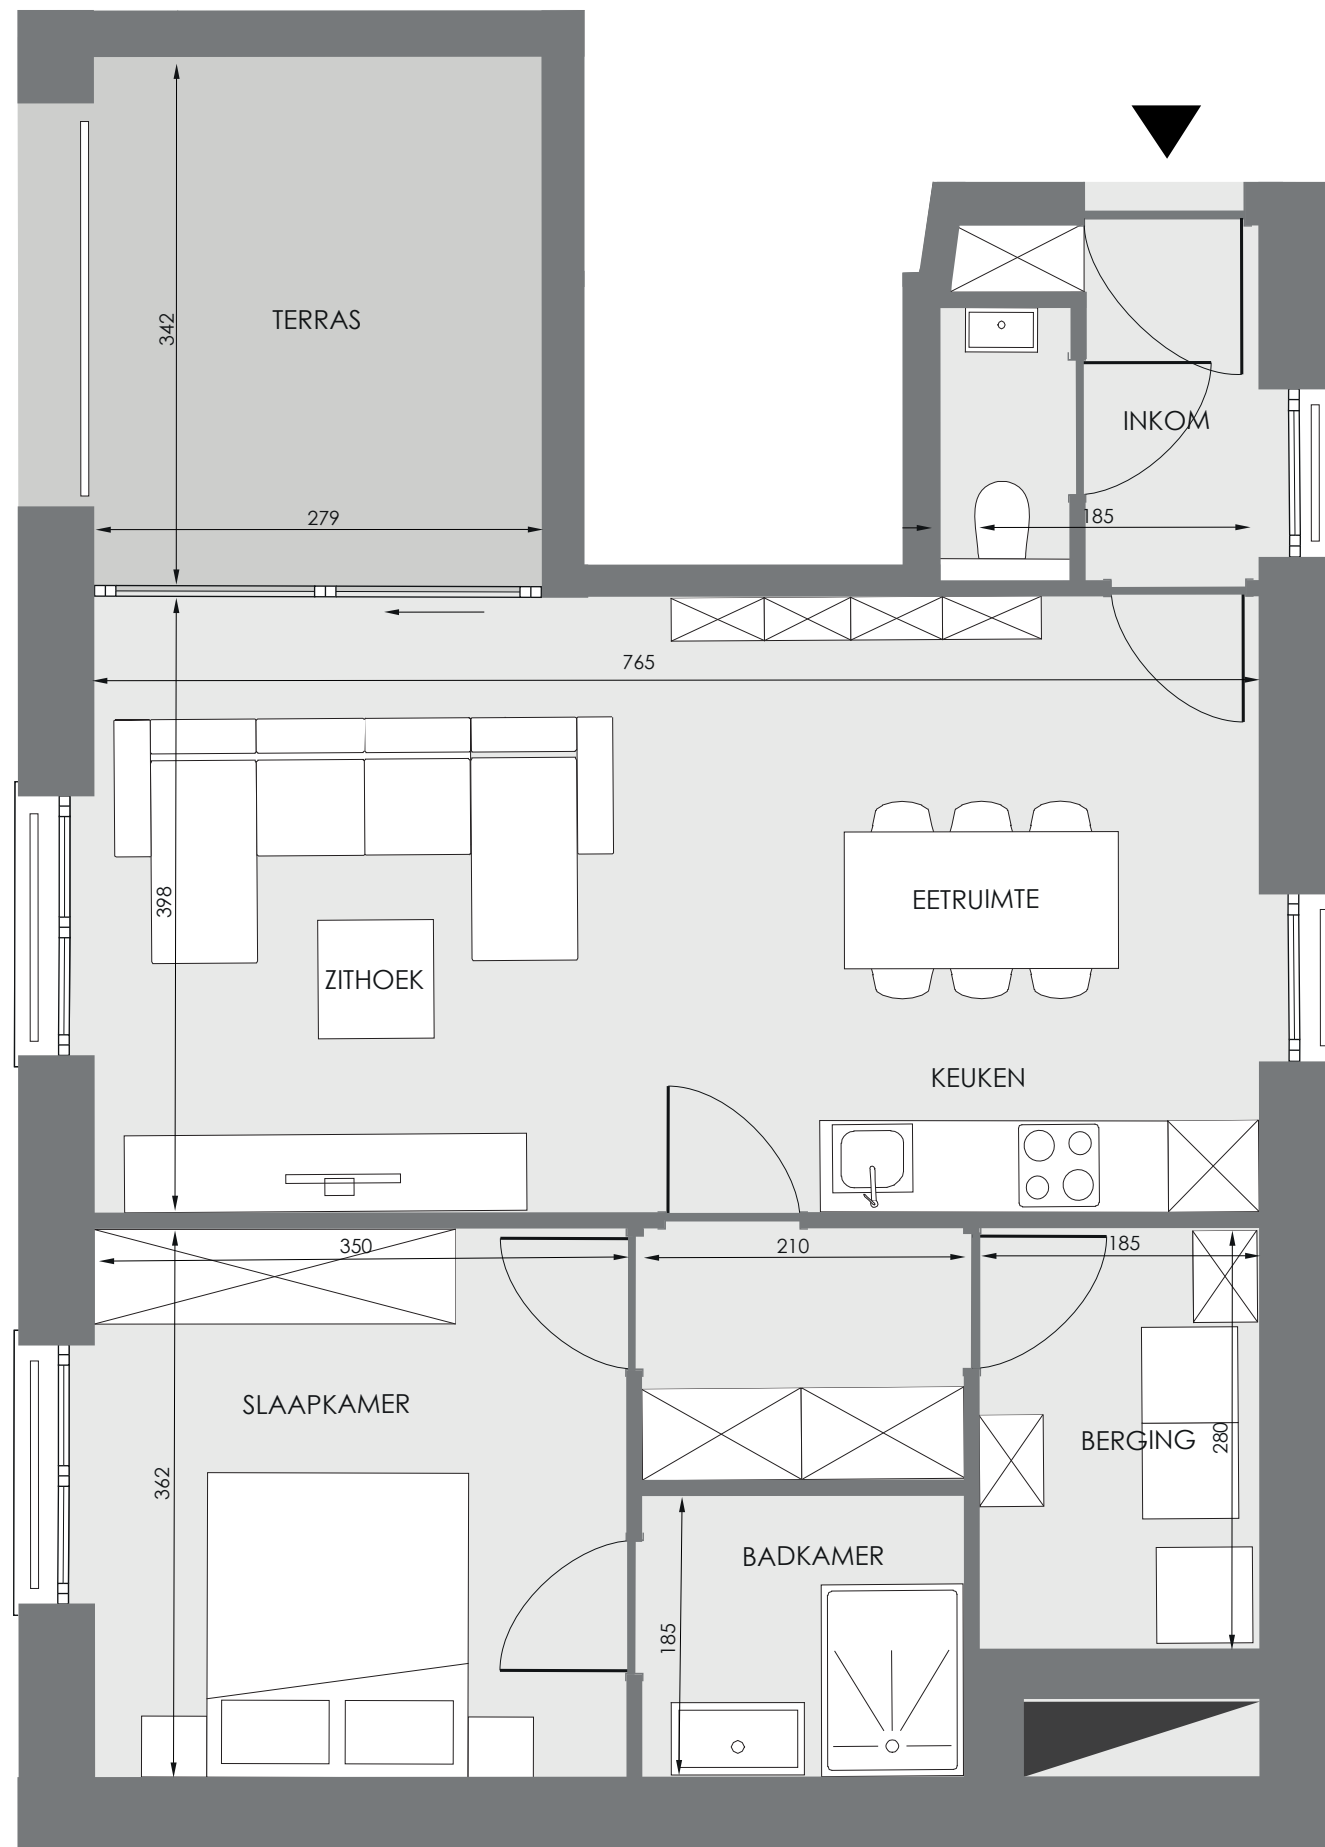 342
TERRAS
INKOM
279
185
765
398
EETRUIMTE
ZITHOEK
KEUKEN
350
210
185
SLAAPKAMER
BERGING
280
362
BADKAMER
185